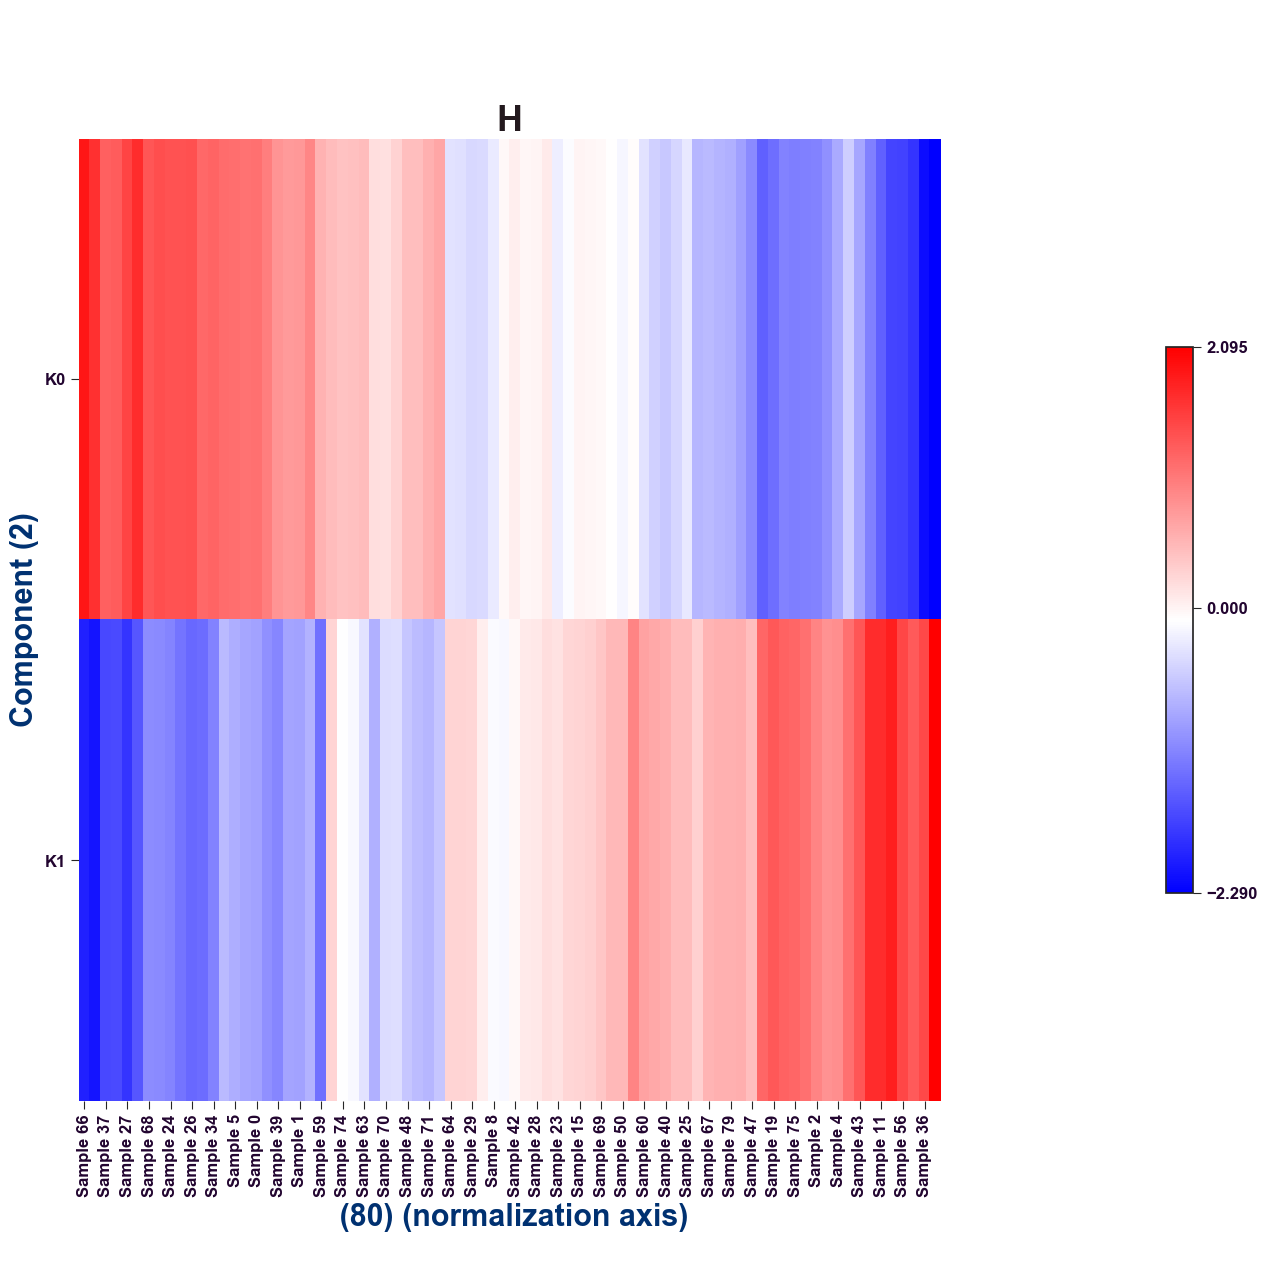 H
K0
K1
Component (2)
Sample 66
Sample 37
Sample 27
Sample 68
Sample 24
Sample 26
Sample 34
Sample 5
Sample 0
Sample 39
Sample 1
Sample 59
Sample 74
Sample 63
Sample 70
Sample 48
Sample 71
Sample 64
Sample 29
Sample 8
Sample 42
Sample 28
Sample 23
Sample 15
Sample 69
Sample 50
Sample 60
Sample 40
Sample 25
Sample 67
Sample 79
Sample 47
Sample 19
Sample 75
Sample 2
Sample 4
Sample 43
Sample 11
Sample 56
Sample 36
(80) (normalization axis)
2.095
0.000
−2.290